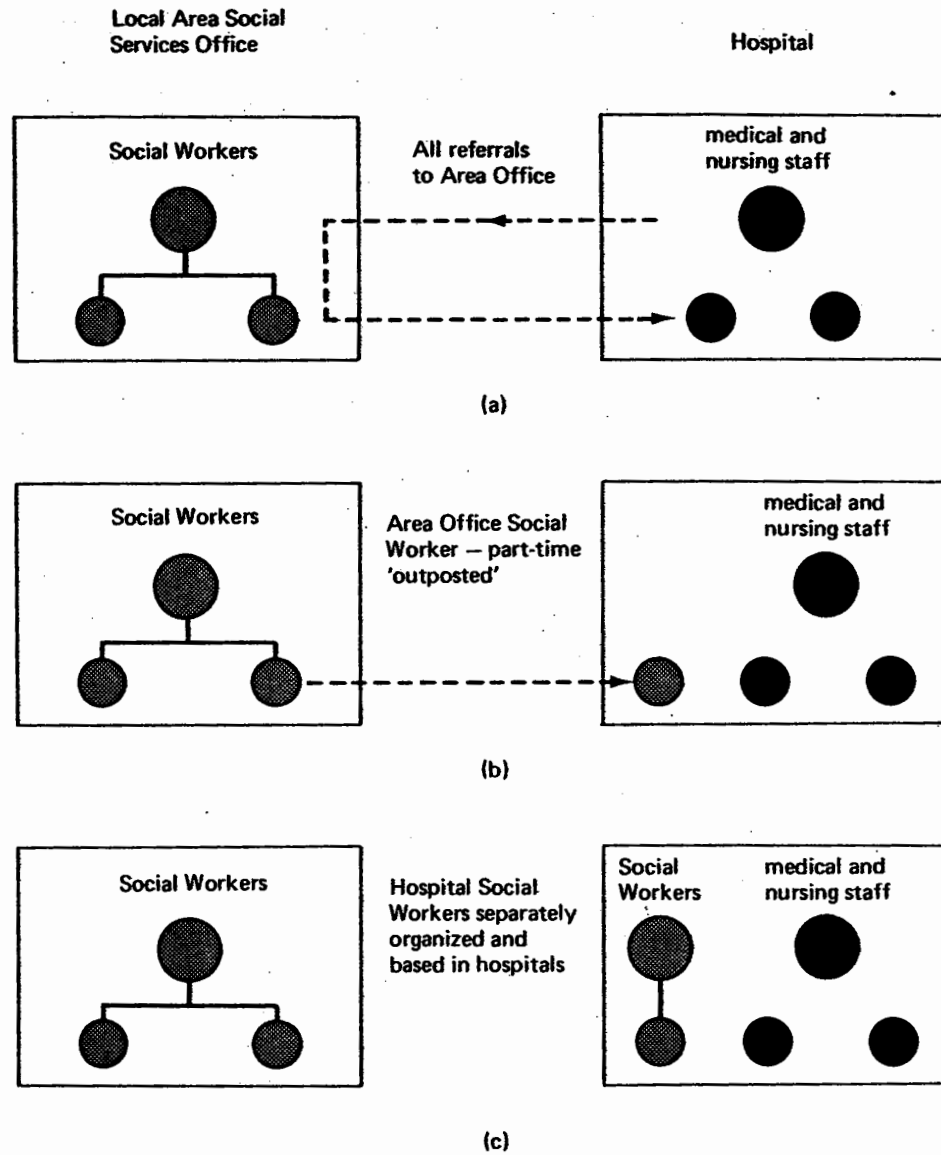 Local Area Social
Services Office
Hospital
Social Workers
All referrals
to Area Office
medical and
nursing staff
(a)
Social Workers
Area Office Social
Worker – part-time
'outposted'
medical and
nursing staff
(b)
Social Workers
Hospital Social
Workers separately
organized and
based in hospitals
Social
Workers
medical and
nursing staff
(c)